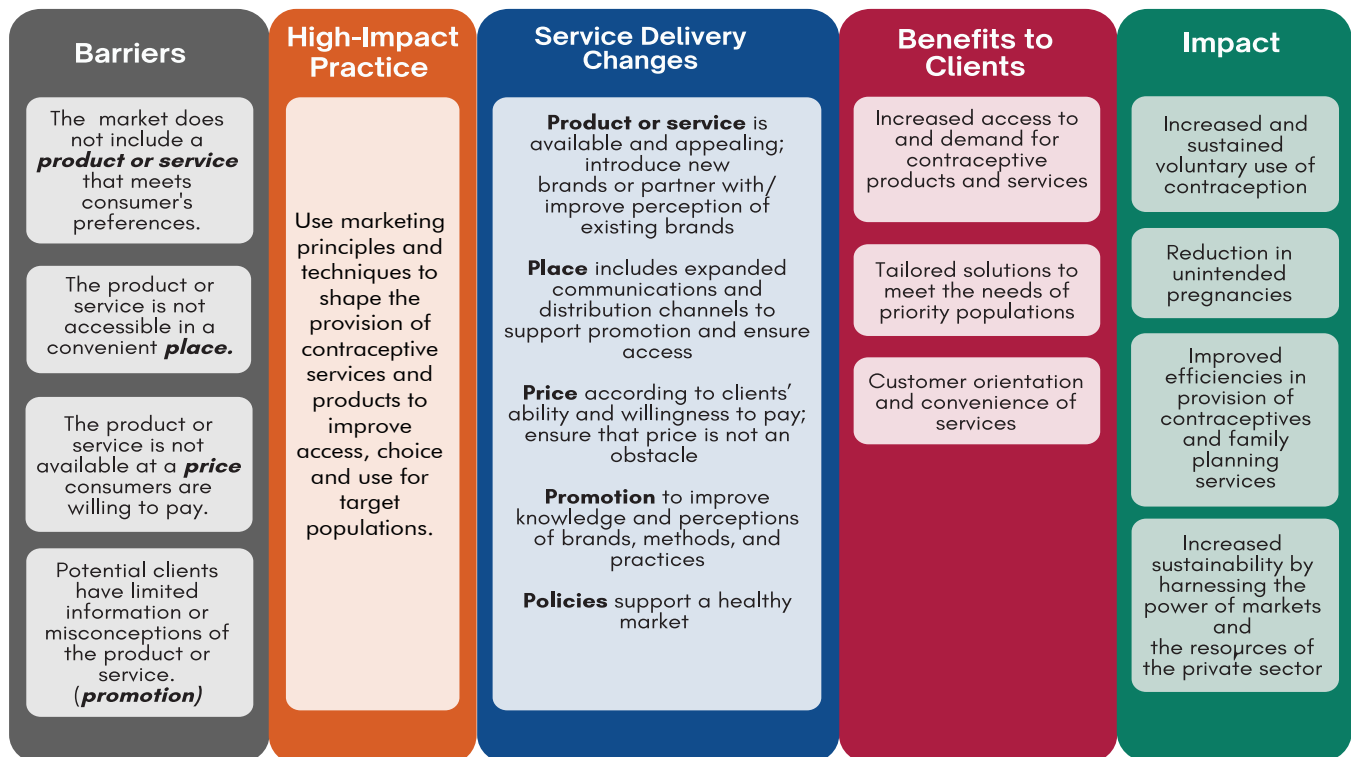 Barriers
The market does
not include a
product or service
that meets
consumer's
preferences.
The product or
service is not
accessible in a
convenient place.
The product or
service is not
available at a price
consumers are
willing to pay.
Potential clients
have limited
information or
misconceptions of
the product or
service.
(promotion)
High-Impact
Practice
Use marketing
principles and
techniques to
shape the
provision of
contraceptive
services and
products to
improve
access, choice
and use for
target
populations.
Service Delivery
Changes
Product or service is
available and appealing;
introduce new
brands or partner with/
improve perception of
existing brands
Place includes expanded
communications and
distribution channels to
support promotion and ensure
access
Price according to clients’
ability and willingness to pay;
ensure that price is not an
obstacle
Promotion to improve
knowledge and perceptions
of brands, methods, and
practices
Policies support a healthy
market
Benefits to
Clients
Increased access to
and demand for
contraceptive
products and services
Tailored solutions to
meet the needs of
priority populations
Customer orientation
and convenience of
services
Impact
Increased and
sustained
voluntary use of
contraception
Reduction in
unintended
pregnancies
Improved
efficiencies in
provision of
contraceptives
and family
planning
services
Increased
sustainability by
harnessing the
power of markets
and
the resources of
the private sector